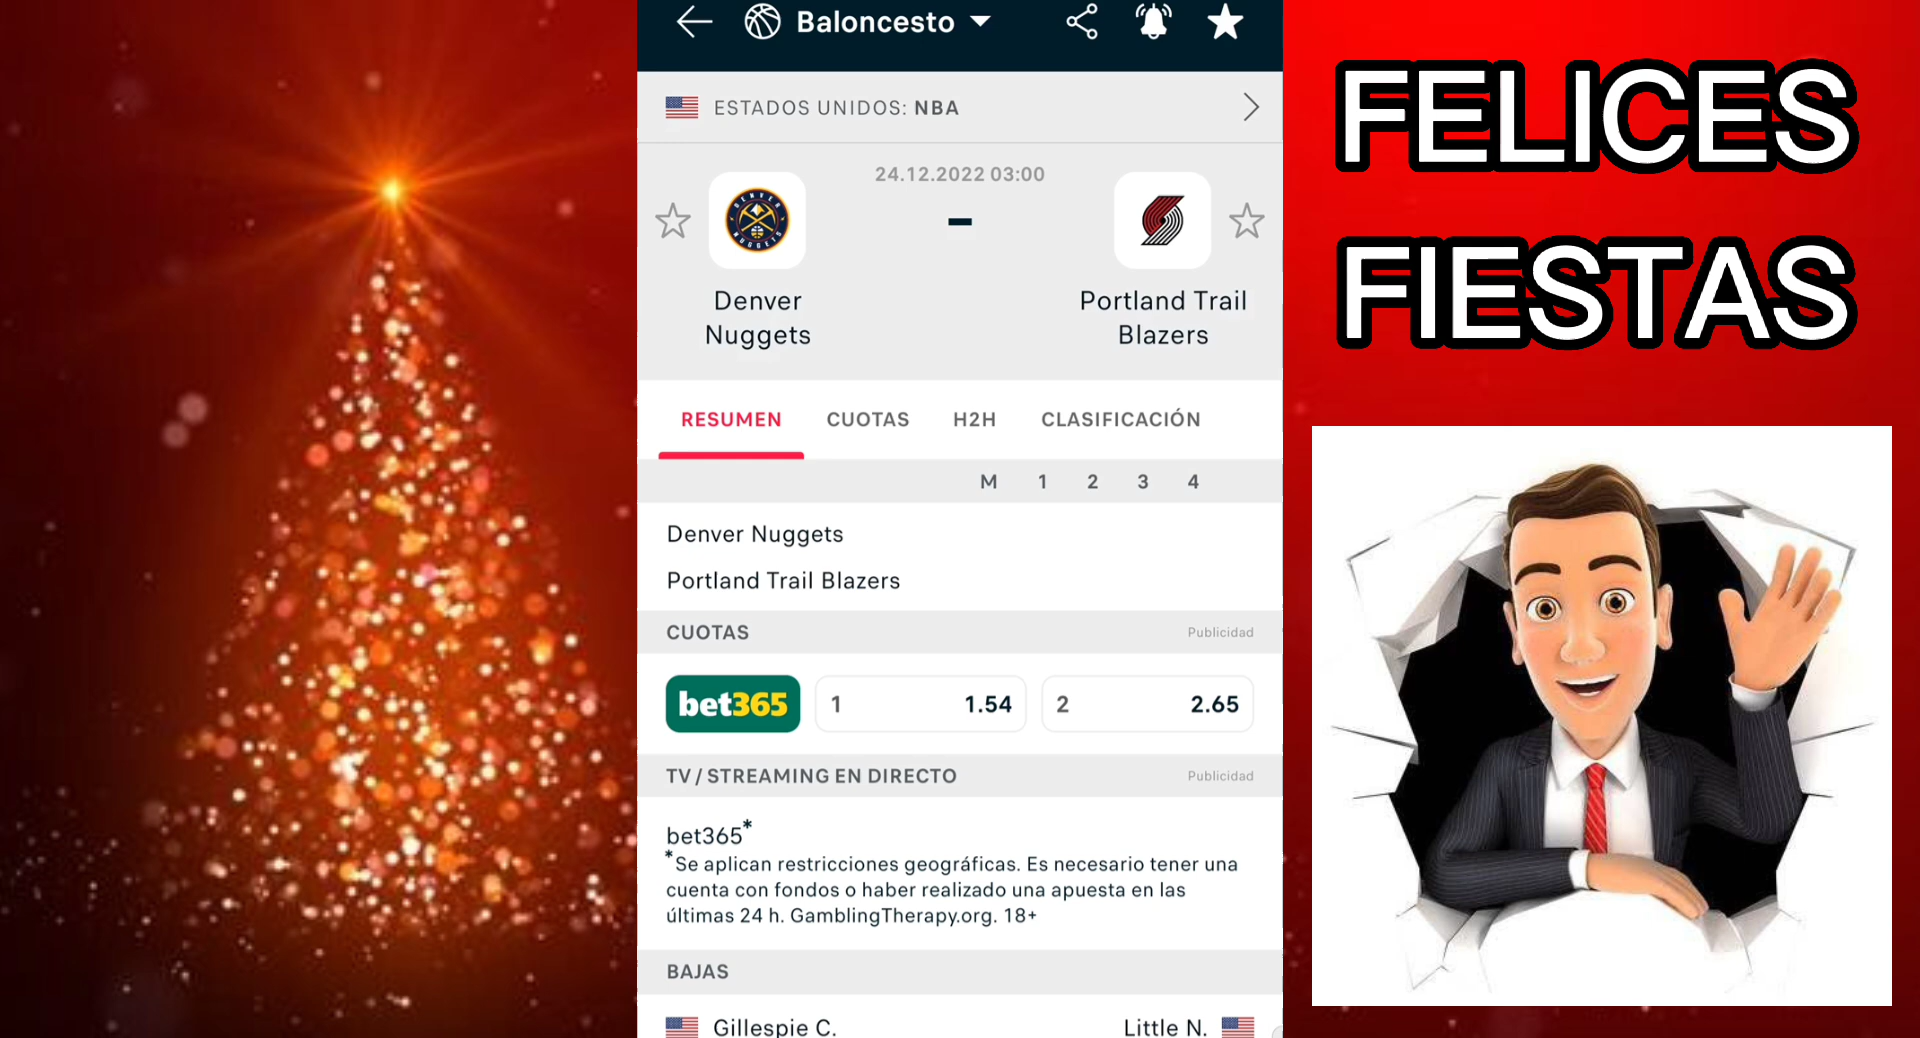 Baloncesto
ESTADOS UNIDOS: NBA
24.12.2022 03:00
DENVER NUGGETS
-
Denver
Nuggets
Portland Trail
Blazers
RESUMEN CUOTAS H2H CLASIFICACIÓN
M 1 2 3 4
Denver Nuggets
Portland Trail Blazers
CUOTAS Publicidad
bet365 1 1.54 2 2.65
TV / STREAMING EN DIRECTO Publicidad
bet365*
*Se aplican restricciones geográficas. Es necesario tener una
cuenta con fondos o haber realizado una apuesta en las
últimas 24 h. GamblingTherapy.org. 18+
BAJAS
Gillespie C. Little N.
FELICES
FIESTAS